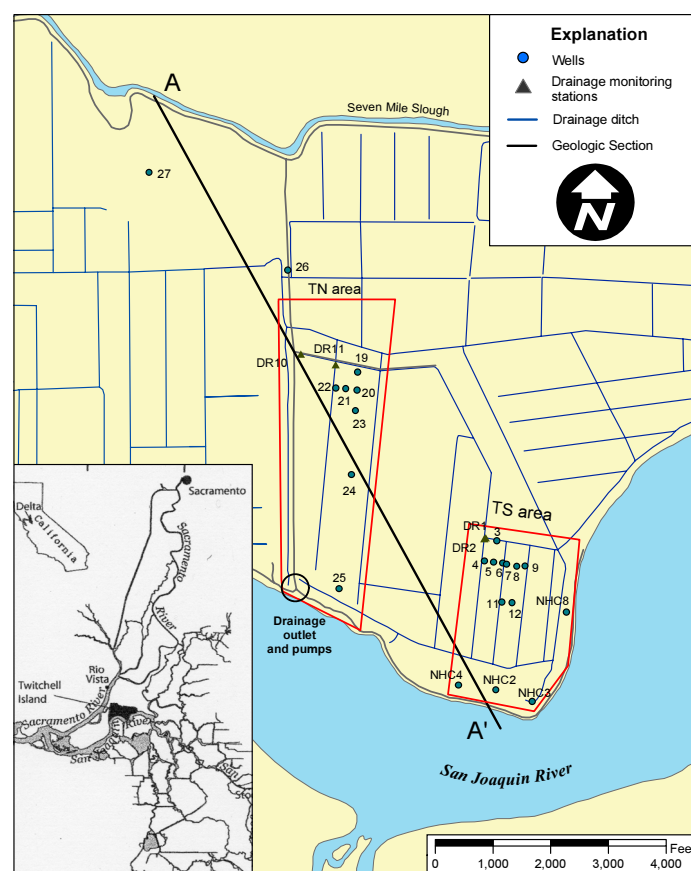 Explanation
Wells
Drainage monitoring
stations
Drainage ditch
Geologic Section
N
A
Seven Mile Slough
27
26
TN area
DR11
DR10
19
22
21
20
23
24
25
Drainage
outlet
and pumps
TS area
DR1
3
DR2
4
5
6
7
8
9
11
12
NHC8
NHC4
NHC2
NHC3
A'
San Joaquin River
Sacramento
Delta
California
Sacramento
River
Rio
Vista
Twitchell
Island
Sacramento River
San Joaquin River
San
Sto
Feet
0
1,000
2,000
3,000
4,000